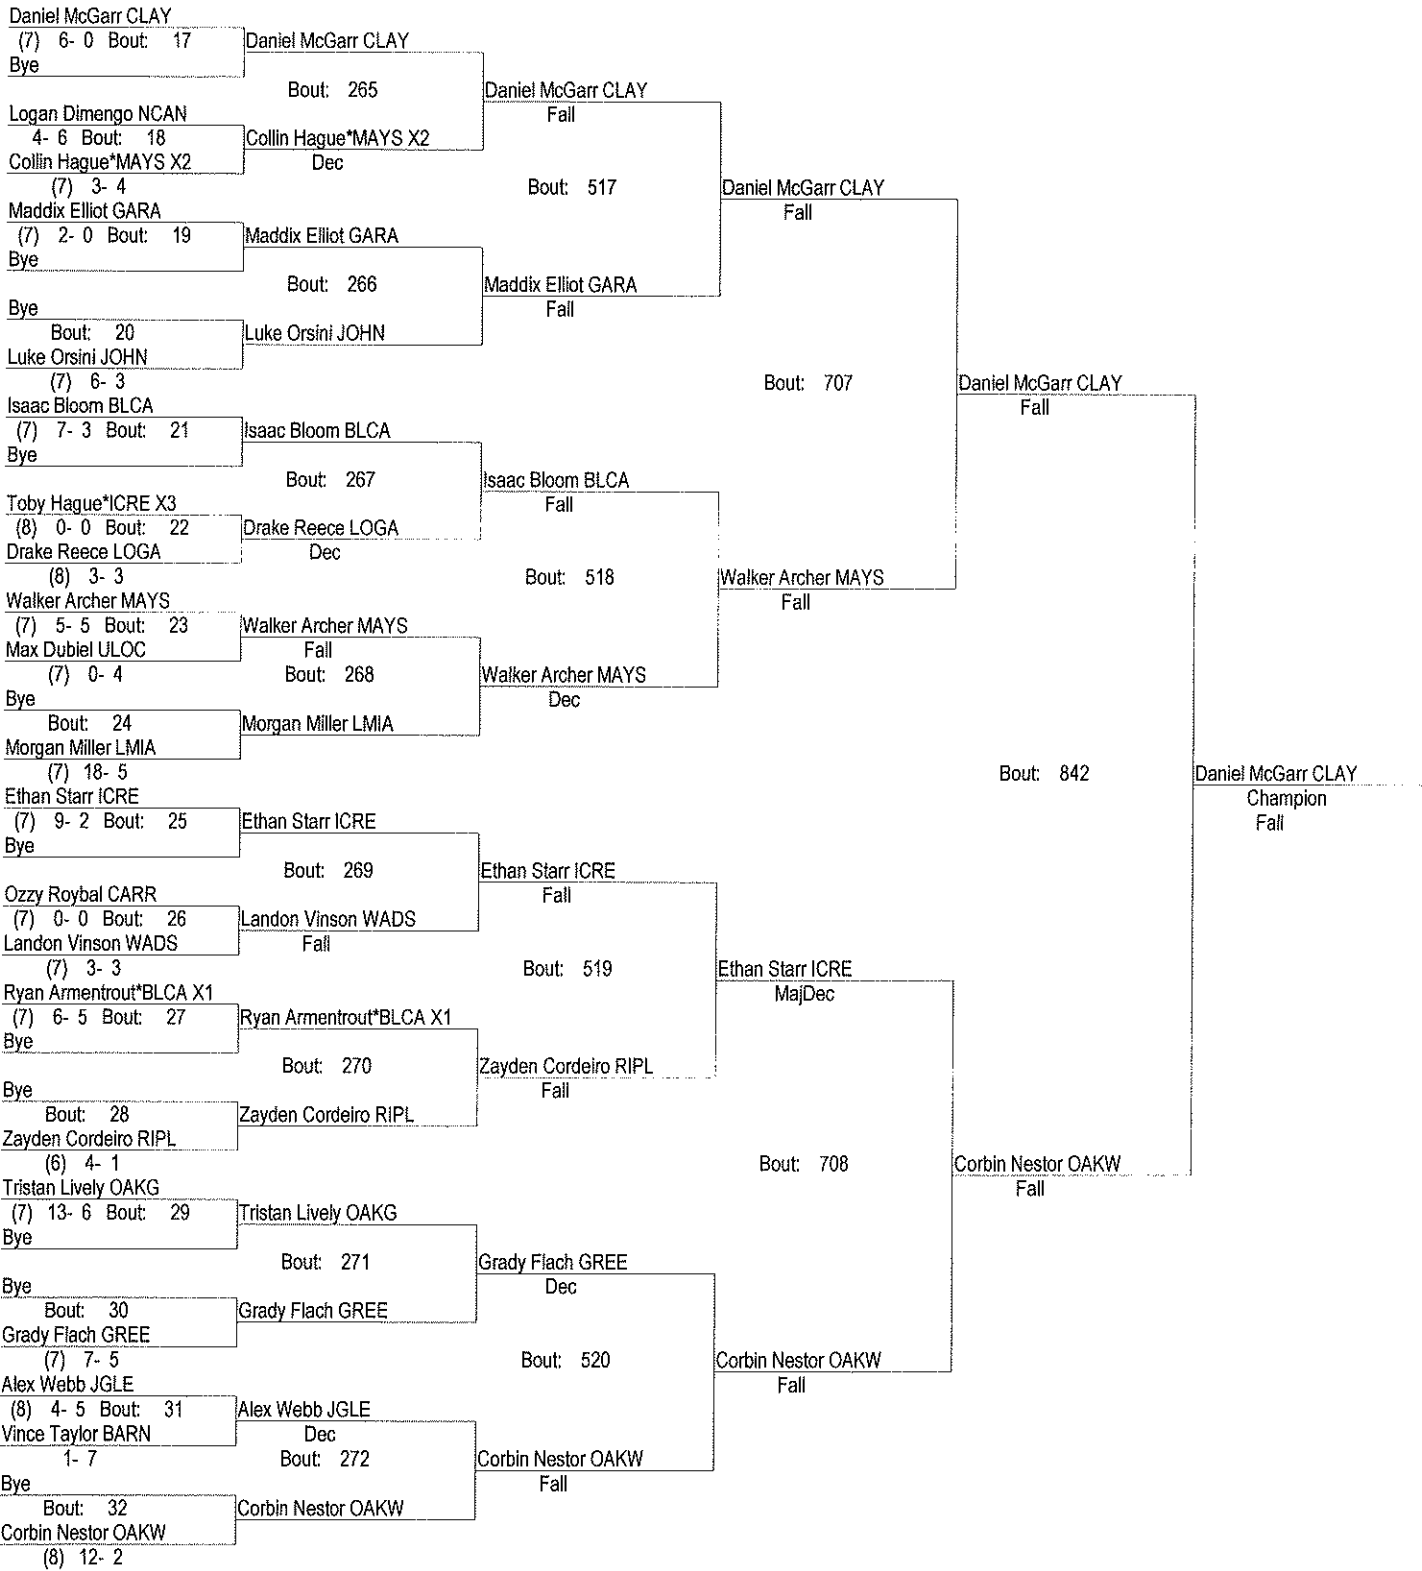 Daniel McGarr CLAY
(7) 6- 0 Bout: 17
Bye
Logan Dimengo NCAN
4- 6 Bout: 18
Collin Hague*MAYS X2
(7) 3- 4
Maddix Elliot GARA
(7) 2- 0 Bout: 19
Bye
Bye
Bout: 20
Luke Orsini JOHN
(7) 6- 3
Isaac Bloom BLCA
(7) 7- 3 Bout: 21
Bye
Toby Hague*ICRE X3
(8) 0- 0 Bout: 22
Drake Reece LOGA
(8) 3- 3
Walker Archer MAYS
(7) 5- 5 Bout: 23
Max Dubiel ULOC
(7) 0- 4
Bye
Bout: 24
Morgan Miller LMIA
(7) 18- 5
Ethan Starr ICRE
(7) 9- 2 Bout: 25
Bye
Ozzy Roybal CARR
(7) 0- 0 Bout: 26
Landon Vinson WADS
(7) 3- 3
Ryan Armentrout*BLCA X1
(7) 6- 5 Bout: 27
Bye
Bye
Bout: 28
Zayden Cordeiro RIPL
(6) 4- 1
Tristan Lively OAKG
(7) 13- 6 Bout: 29
Bye
Bye
Bout: 30
Grady Flach GREE
(7) 7- 5
Alex Webb JGLE
(8) 4- 5 Bout: 31
Vince Taylor BARN
1- 7
Bye
Bout: 32
Corbin Nestor OAKW
(8) 12- 2
Daniel McGarr CLAY
Bout: 265
Collin Hague*MAYS X2
Dec
Maddix Elliot GARA
Bout: 266
Luke Orsini JOHN
Isaac Bloom BLCA
Bout: 267
Drake Reece LOGA
Dec
Walker Archer MAYS
Fall
Bout: 268
Morgan Miller LMIA
Ethan Starr ICRE
Bout: 269
Landon Vinson WADS
Fall
Ryan Armentrout*BLCA X1
Bout: 270
Zayden Cordeiro RIPL
Tristan Lively OAKG
Bout: 271
Grady Flach GREE
Alex Webb JGLE
Dec
Bout: 272
Corbin Nestor OAKW
Daniel McGarr CLAY
Fall
Bout: 517
Maddix Elliot GARA
Fall
Isaac Bloom BLCA
Fall
Bout: 518
Walker Archer MAYS
Dec
Ethan Starr ICRE
Fall
Bout: 519
Zayden Cordeiro RIPL
Fall
Grady Flach GREE
Dec
Bout: 520
Corbin Nestor OAKW
Fall
Daniel McGarr CLAY
Fall
Bout: 707
Walker Archer MAYS
Fall
Ethan Starr ICRE
MajDec
Bout: 708
Corbin Nestor OAKW
Fall
Daniel McGarr CLAY
Fall
Bout: 842
Corbin Nestor OAKW
Fall
Daniel McGarr CLAY
Champion
Fall